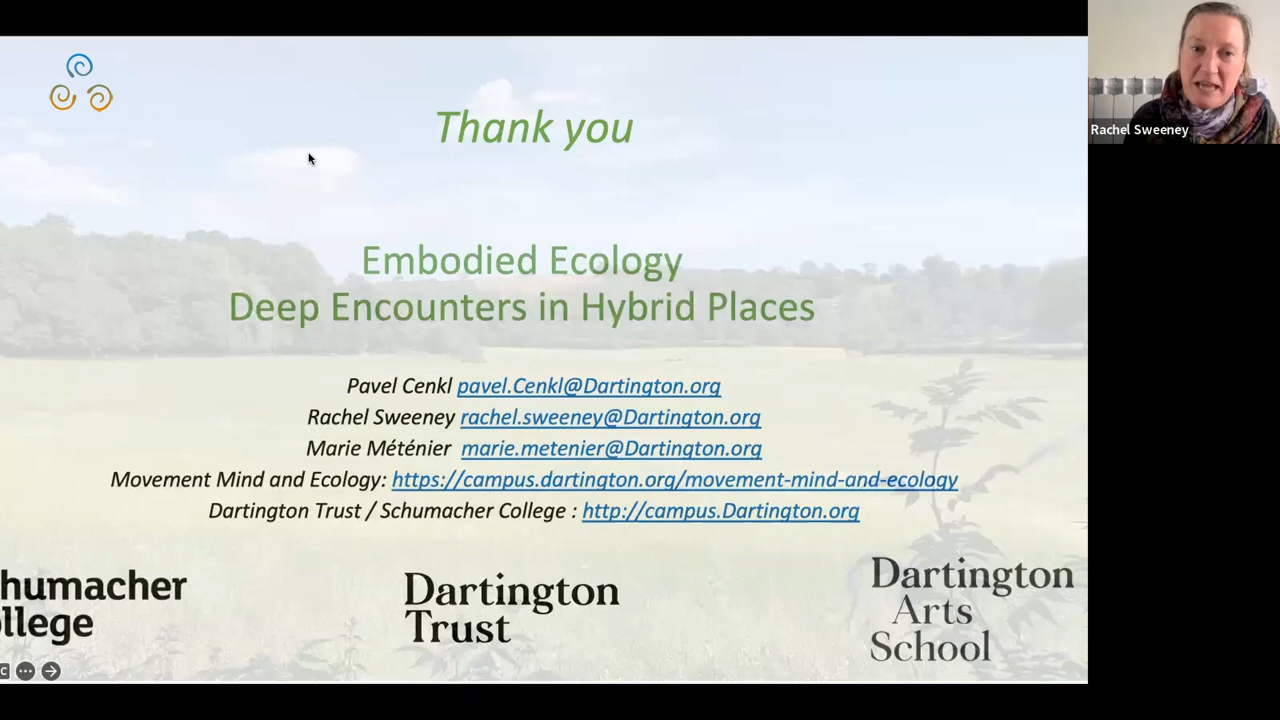 Thank you
Rachel Sweeney
Embodied Ecology
Deep Encounters in Hybrid Places
Pavel Cenkl pavel.Cenkl@Dartington.org
Rachel Sweeney rachel.sweeney@Dartington.org
Marie Méténier marie.metenier@Dartington.org
Movement Mind and Ecology: https://campus.dartington.org/movement-mind-and-ecology
Dartington Trust / Schumacher College : http://campus.Dartington.org
humacher
llege
Dartington
Trust
Dartington
Arts
School